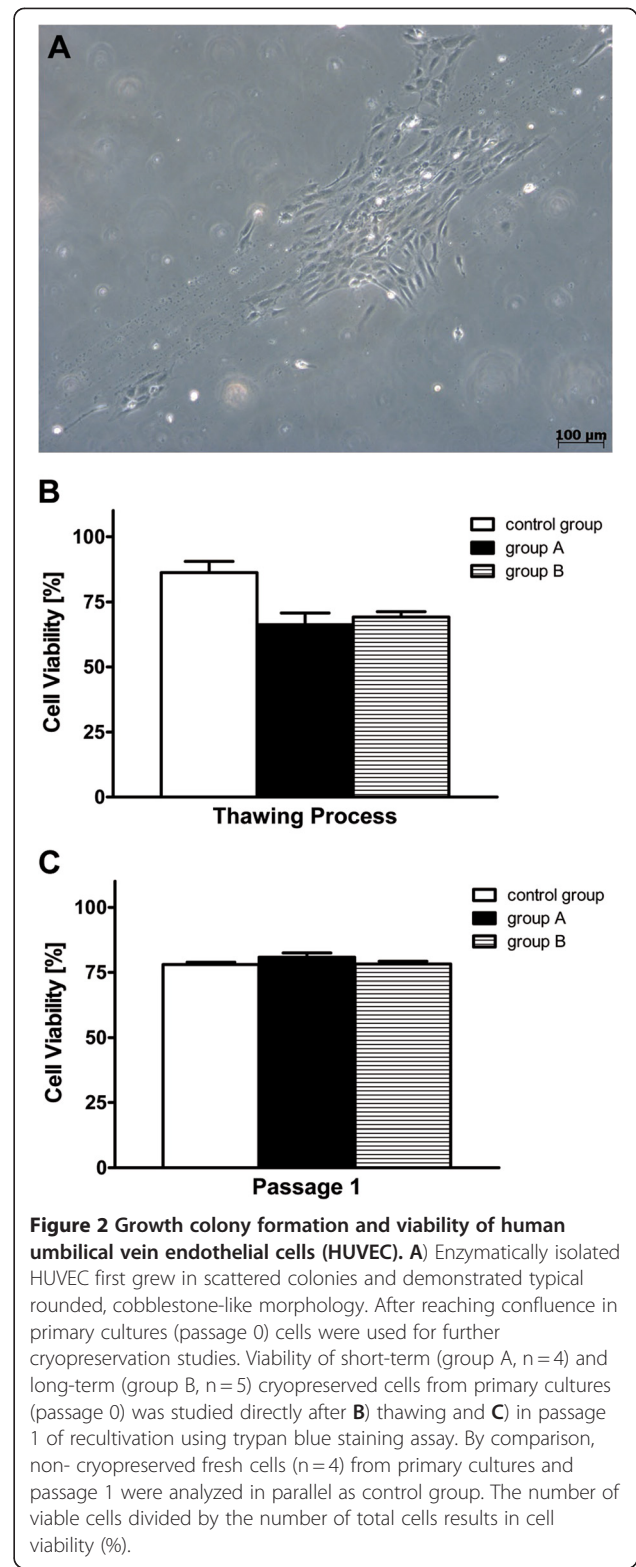 A
100 µm
B
100
75
50
25
0
Cell Viability [%]
control group
group A
group B
Thawing Process
C
100
75
50
25
0
Cell Viability [%]
control group
group A
group B
Passage 1
Figure 2 Growth colony formation and viability of human
umbilical vein endothelial cells (HUVEC). A) Enzymatically isolated
HUVEC first grew in scattered colonies and demonstrated typical
rounded, cobblestone-like morphology. After reaching confluence in
primary cultures (passage 0) cells were used for further
cryopreservation studies. Viability of short-term (group A, n = 4) and
long-term (group B, n = 5) cryopreserved cells from primary cultures
(passage 0) was studied directly after B) thawing and C) in passage
1 of recultivation using trypan blue staining assay. By comparison,
non- cryopreserved fresh cells (n = 4) from primary cultures and
passage 1 were analyzed in parallel as control group. The number of
viable cells divided by the number of total cells results in cell
viability (%).